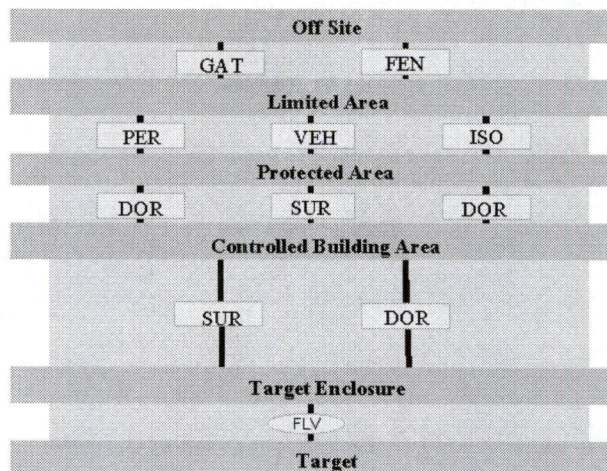 Off Site
GAT FEN
Limited Area
PER VEH ISO
Protected Area
DOR SUR DOR
Controlled Building Area
SUR DOR
Target Enclosure
FLV
Target